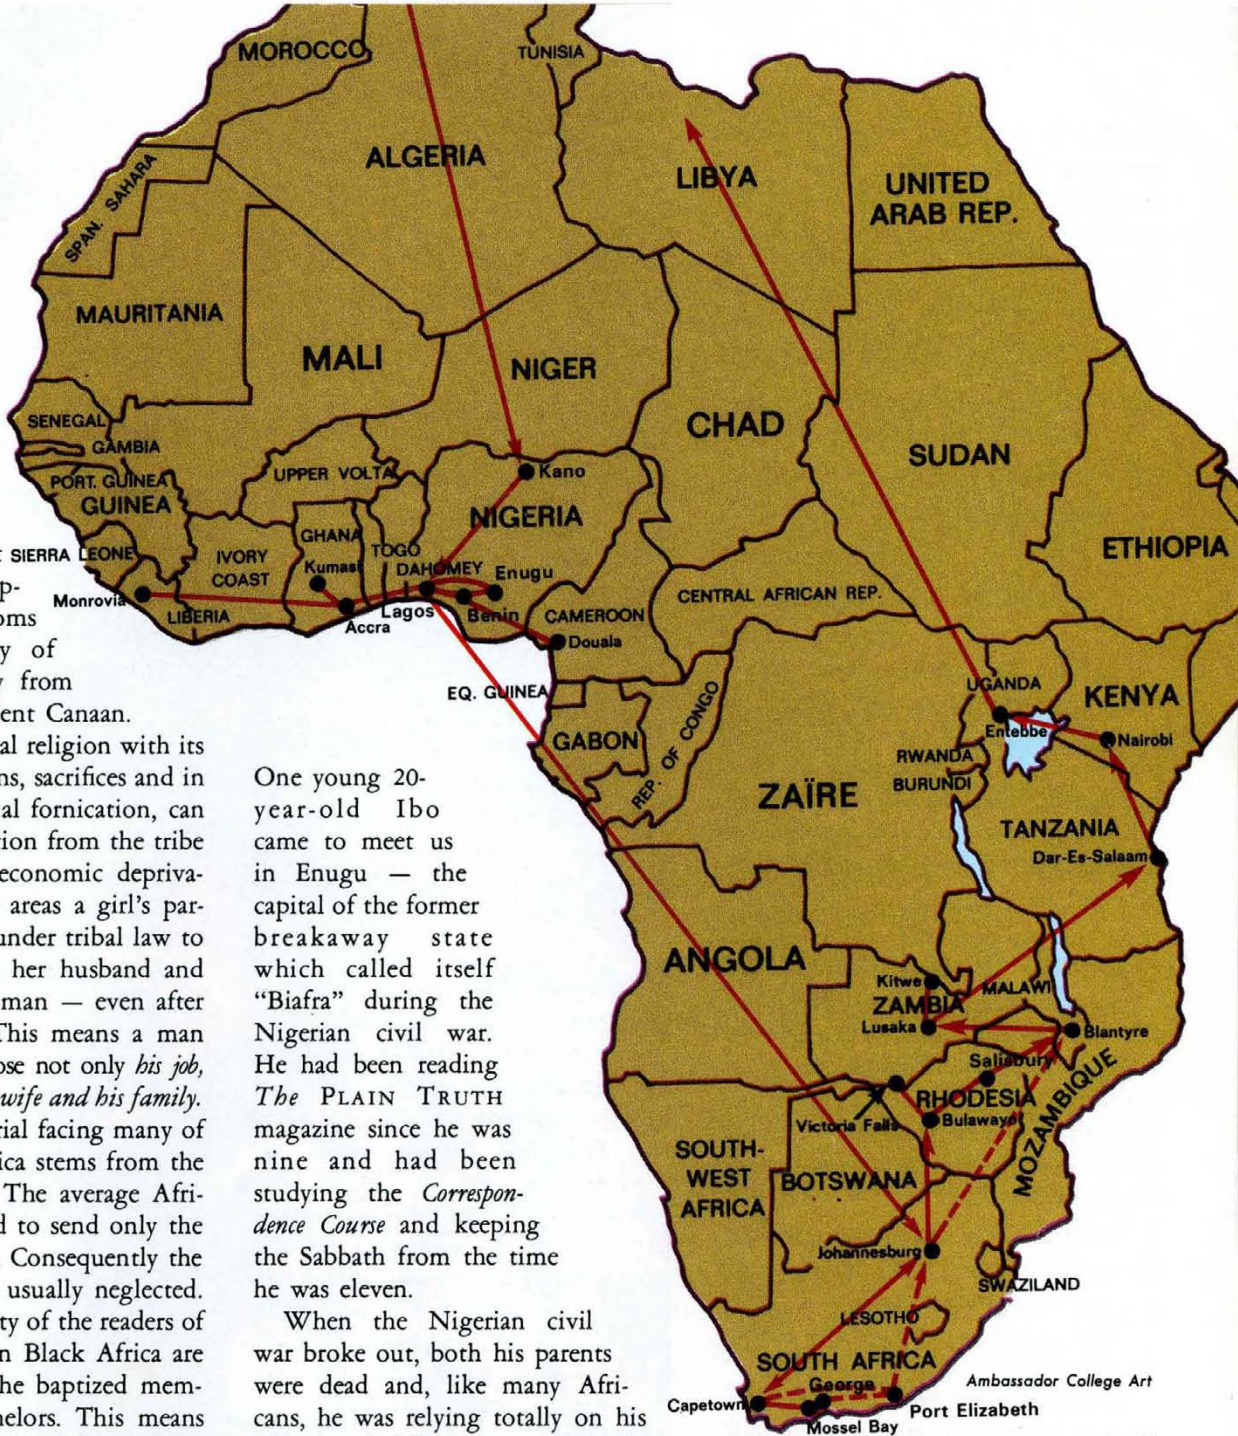 MOROCCO
TUNISIA
ALGERIA
LIBYA
UNITED
ARAB REP.
SPAN. SAHARA
MAURITANIA
MALI
NIGER
CHAD
SUDAN
SENEGAL
GAMBIA
PORT. GUINEA
GUINEA
UPPER VOLTA
Kano
NIGERIA
ETHIOPIA
SIERRA LEONE
IVORY
COAST
GHANA
Kumasi
TOGO
DAHOMEY
Enugu
Monrovia
LIBERIA
Accra
Lagos
Benin
CAMEROON
Douala
CENTRAL AFRICAN REP.
EQ. GUINEA
GABON
REP. OF CONGO
UGANDA
KENYA
Entebbe
Nairobi
RWANDA
BURUNDI
ZAÏRE
TANZANIA
Dar-Es-Salaam
ANGOLA
Kitwe
ZAMBIA
MALAWI
Lusaka
Blantyre
Salisbury
RHODESIA
MOZAMBIQUE
Victoria Falls
Bulawayo
SOUTH-
WEST
AFRICA
BOTSWANA
Johannesburg
SWAZILAND
LESOTHO
SOUTH AFRICA
George
Capetown
Mossel Bay
Port Elizabeth
Ambassador College Art
p-
oms
y of
from
ent Canaan.
al religion with its
ns, sacrifices and in
al fornication, can
tion from the tribe
economic depriva-
areas a girl's par-
under tribal law to
her husband and
man — even after
This means a man
ose not only his job,
wife and his family.
rial facing many of
ica stems from the
The average Afri-
d to send only the
Consequently the
usually neglected.
ty of the readers of
n Black Africa are
he baptized mem-
helors. This means
One young 20-
year-old Ibo
came to meet us
in Enugu — the
capital of the former
breakaway state
which called itself
“Biafra” during the
Nigerian civil war.
He had been reading
The PLAIN TRUTH
magazine since he was
nine and had been
studying the Correspon-
dence Course and keeping
the Sabbath from the time
he was eleven.
When the Nigerian civil
war broke out, both his parents
were dead and, like many Afri-
cans, he was relying totally on his